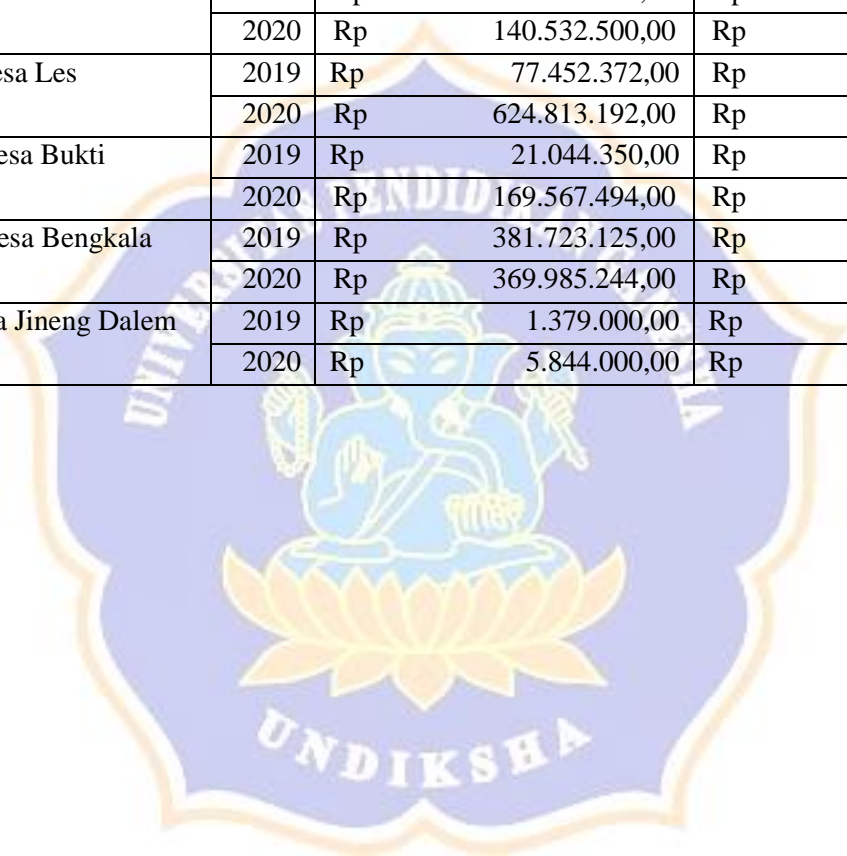 2020 Rp 140.532.500,00 Rp
esa Les 2019 Rp 77.452.372,00 Rp
2020 Rp 624.813.192,00 Rp
esa Bukti 2019 Rp 21.044.350,00 Rp
2020 Rp 169.567.494,00 Rp
esa Bengkala 2019 Rp 381.723.125,00 Rp
2020 Rp 369.985.244,00 Rp
a Jineng Dalem 2019 Rp 1.379.000,00 Rp
2020 Rp 5.844.000,00 Rp
UNIVERSITAS PENDIDIKAN GANESHA
UNDIKSHA